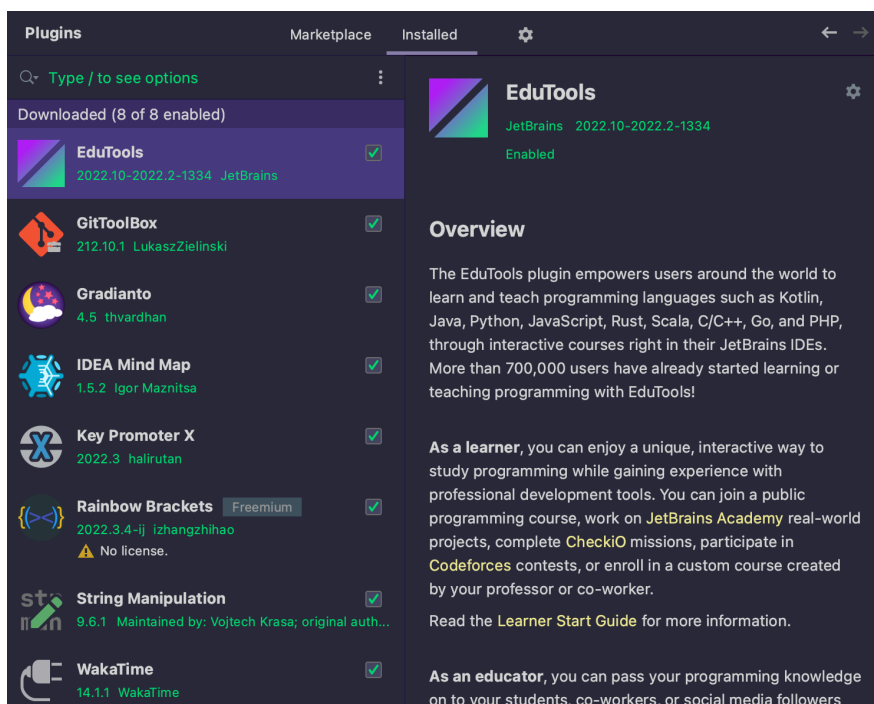 Plugins
Marketplace
Installed
Type / to see options
Downloaded (8 of 8 enabled)
EduTools
2022.10-2022.2-1334 JetBrains
GitToolBox
212.10.1 LukaszZielinski
Gradianto
4.5 thvardhan
IDEA Mind Map
1.5.2 Igor Maznitsa
Key Promoter X
2022.3 halirutan
Rainbow Brackets Freemium
2022.3.4-ij izhangzhihao
No license.
String Manipulation
9.6.1 Maintained by: Vojtech Krasa; original auth...
WakaTime
14.1.1 WakaTime
EduTools
JetBrains 2022.10-2022.2-1334
Enabled
Overview
The EduTools plugin empowers users around the world to
learn and teach programming languages such as Kotlin,
Java, Python, JavaScript, Rust, Scala, C/C++, Go, and PHP,
through interactive courses right in their JetBrains IDEs.
More than 700,000 users have already started learning or
teaching programming with EduTools!
As a learner, you can enjoy a unique, interactive way to
study programming while gaining experience with
professional development tools. You can join a public
programming course, work on JetBrains Academy real-world
projects, complete CheckiO missions, participate in
Codeforces contests, or enroll in a custom course created
by your professor or co-worker.
Read the Learner Start Guide for more information.
As an educator, you can pass your programming knowledge
on to your students, co-workers, or social media followers